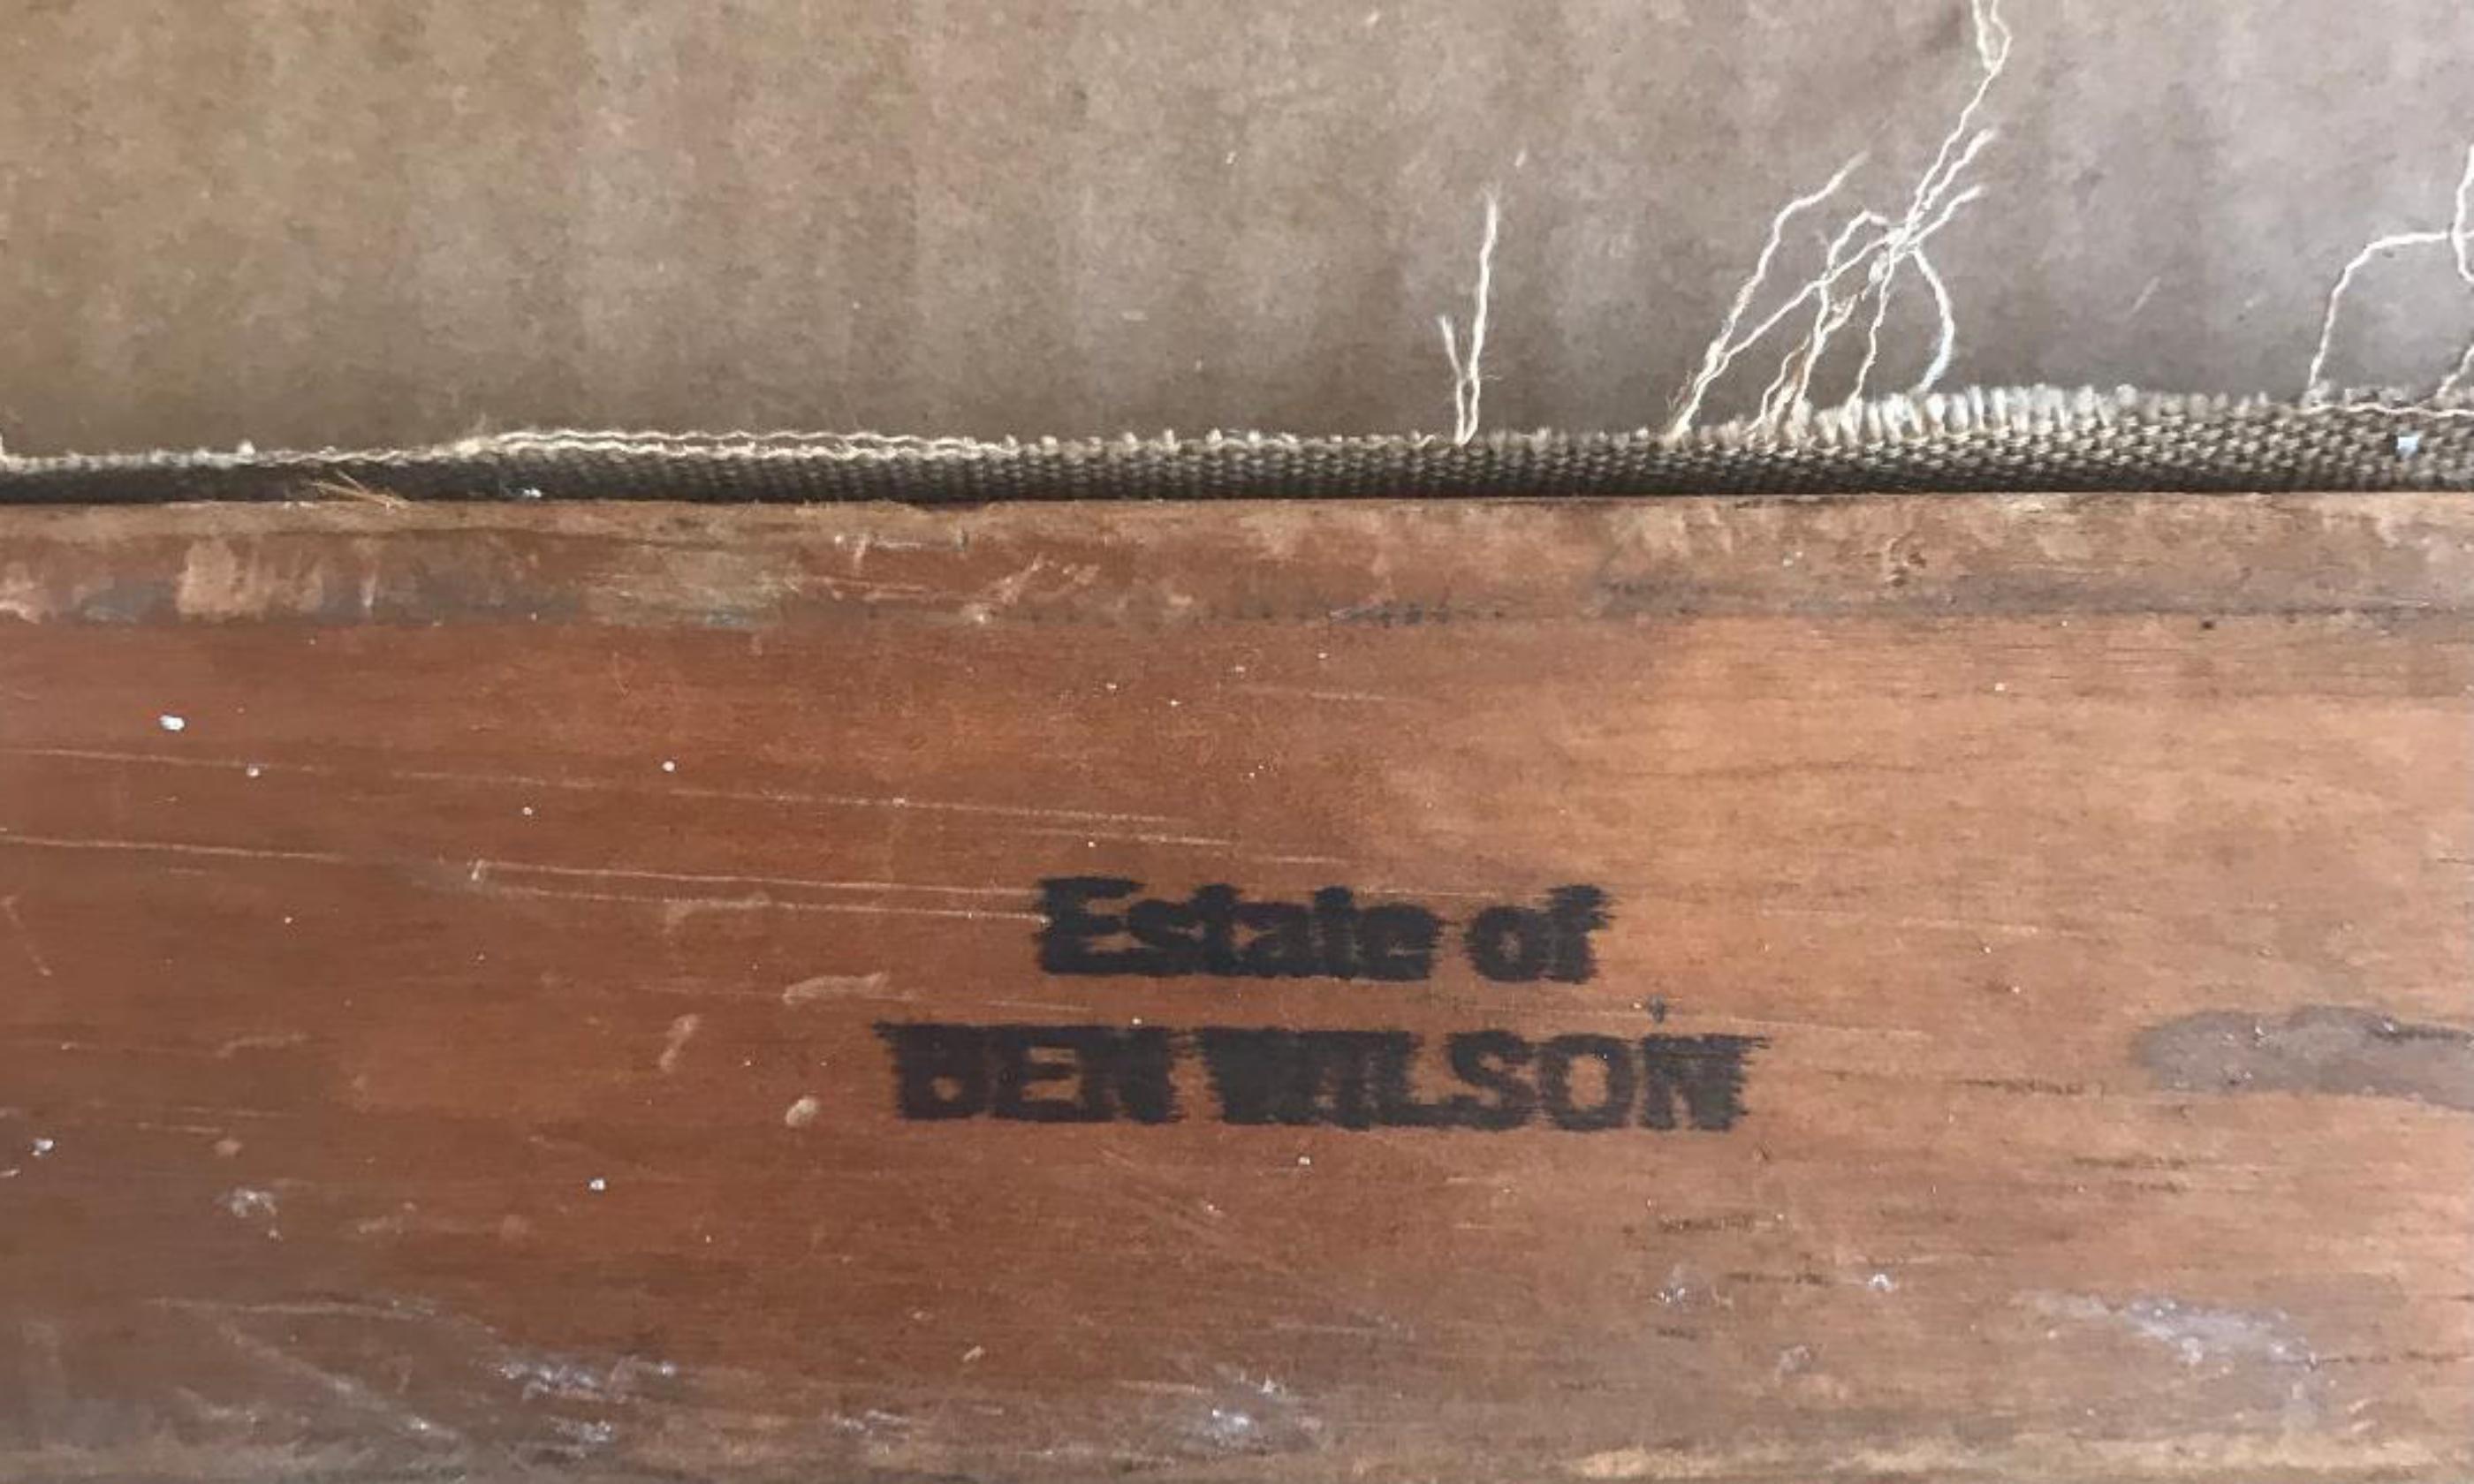 Estate of
BEN WILSON